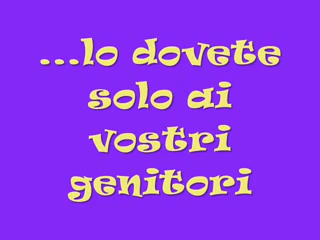 ...lo dovete
solo ai
vostri
genitori